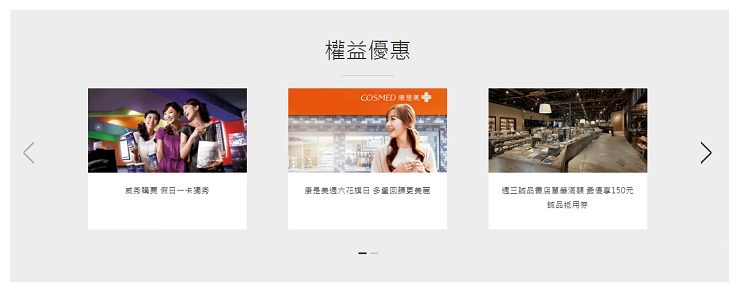 權益優惠
COSMED 康是美
威秀購票 假日一卡獨秀
康是美週六花旗日 多重回饋更美麗
週三誠品書店單筆滿額 最優享150元
誠品抵用券